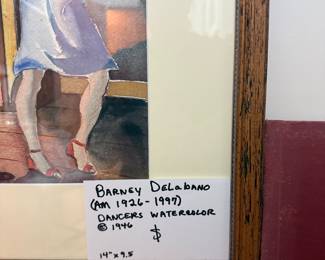 BARNEY DELABANO
(AM 1926-1997)
DANCERS WATERCOLOR
© 1946 $
14" x 9.5